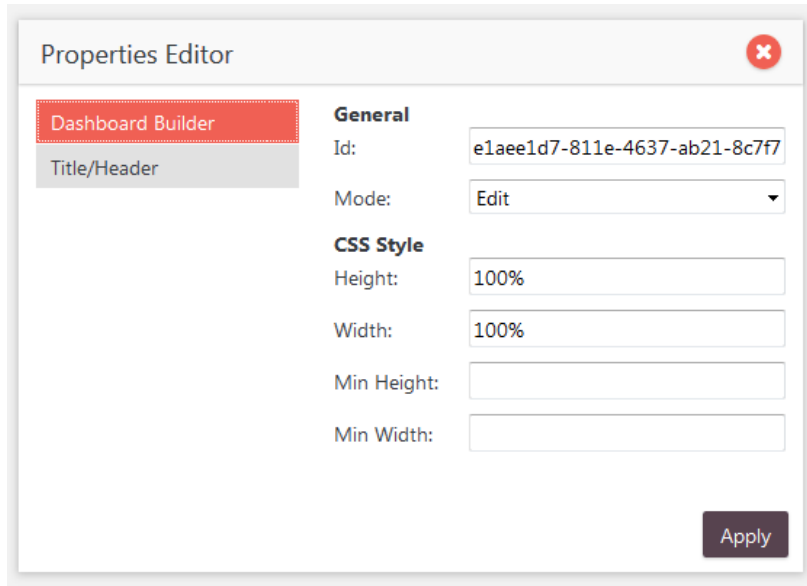 Properties Editor
Dashboard Builder
Title/Header
General
Id: e1aee1d7-811e-4637-ab21-8c7f7
Mode: Edit
CSS Style
Height: 100%
Width: 100%
Min Height:
Min Width:
Apply